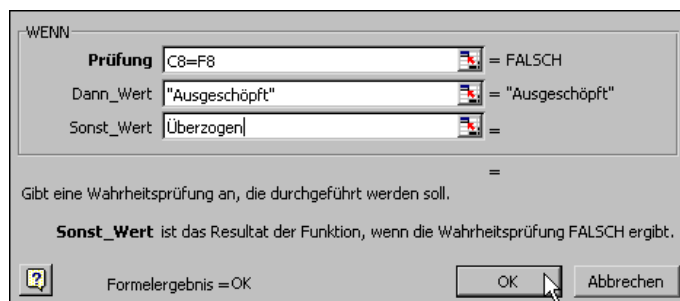 WENN
Prüfung C8=F8 = FALSCH
Dann_Wert "Ausgeschöpft" = "Ausgeschöpft"
Sonst_Wert Überzogen =
=
Gibt eine Wahrheitsprüfung an, die durchgeführt werden soll.
Sonst_Wert ist das Resultat der Funktion, wenn die Wahrheitsprüfung FALSCH ergibt.
? Formelergebnis =OK OK Abbrechen